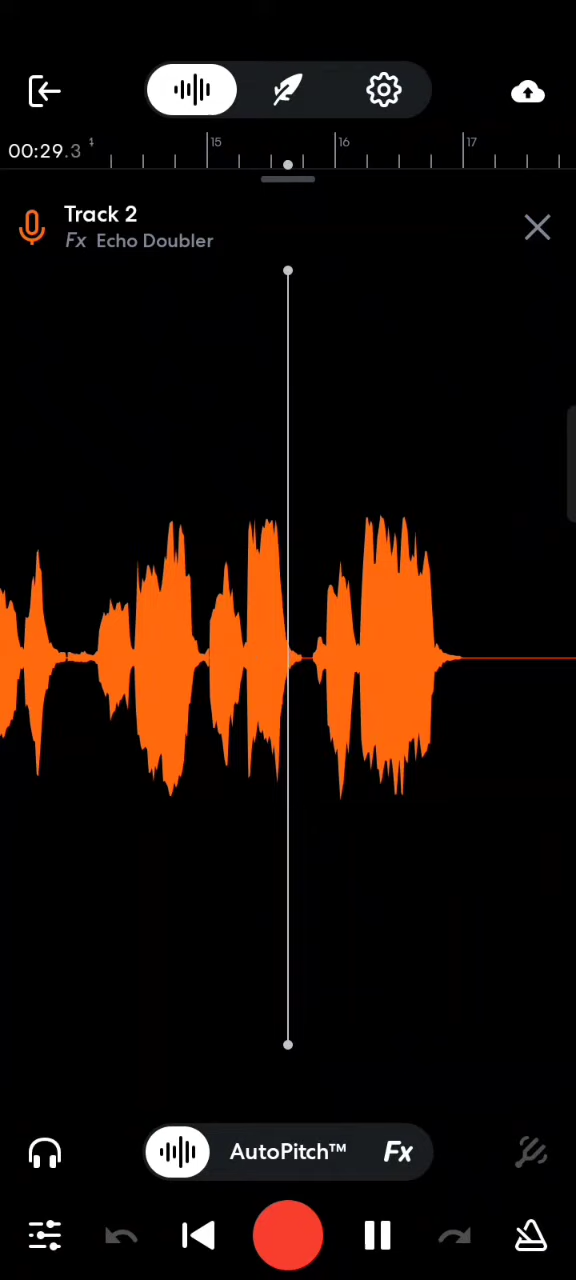 00:29.3
15
16
17
Track 2
Fx Echo Doubler
AutoPitch™
Fx